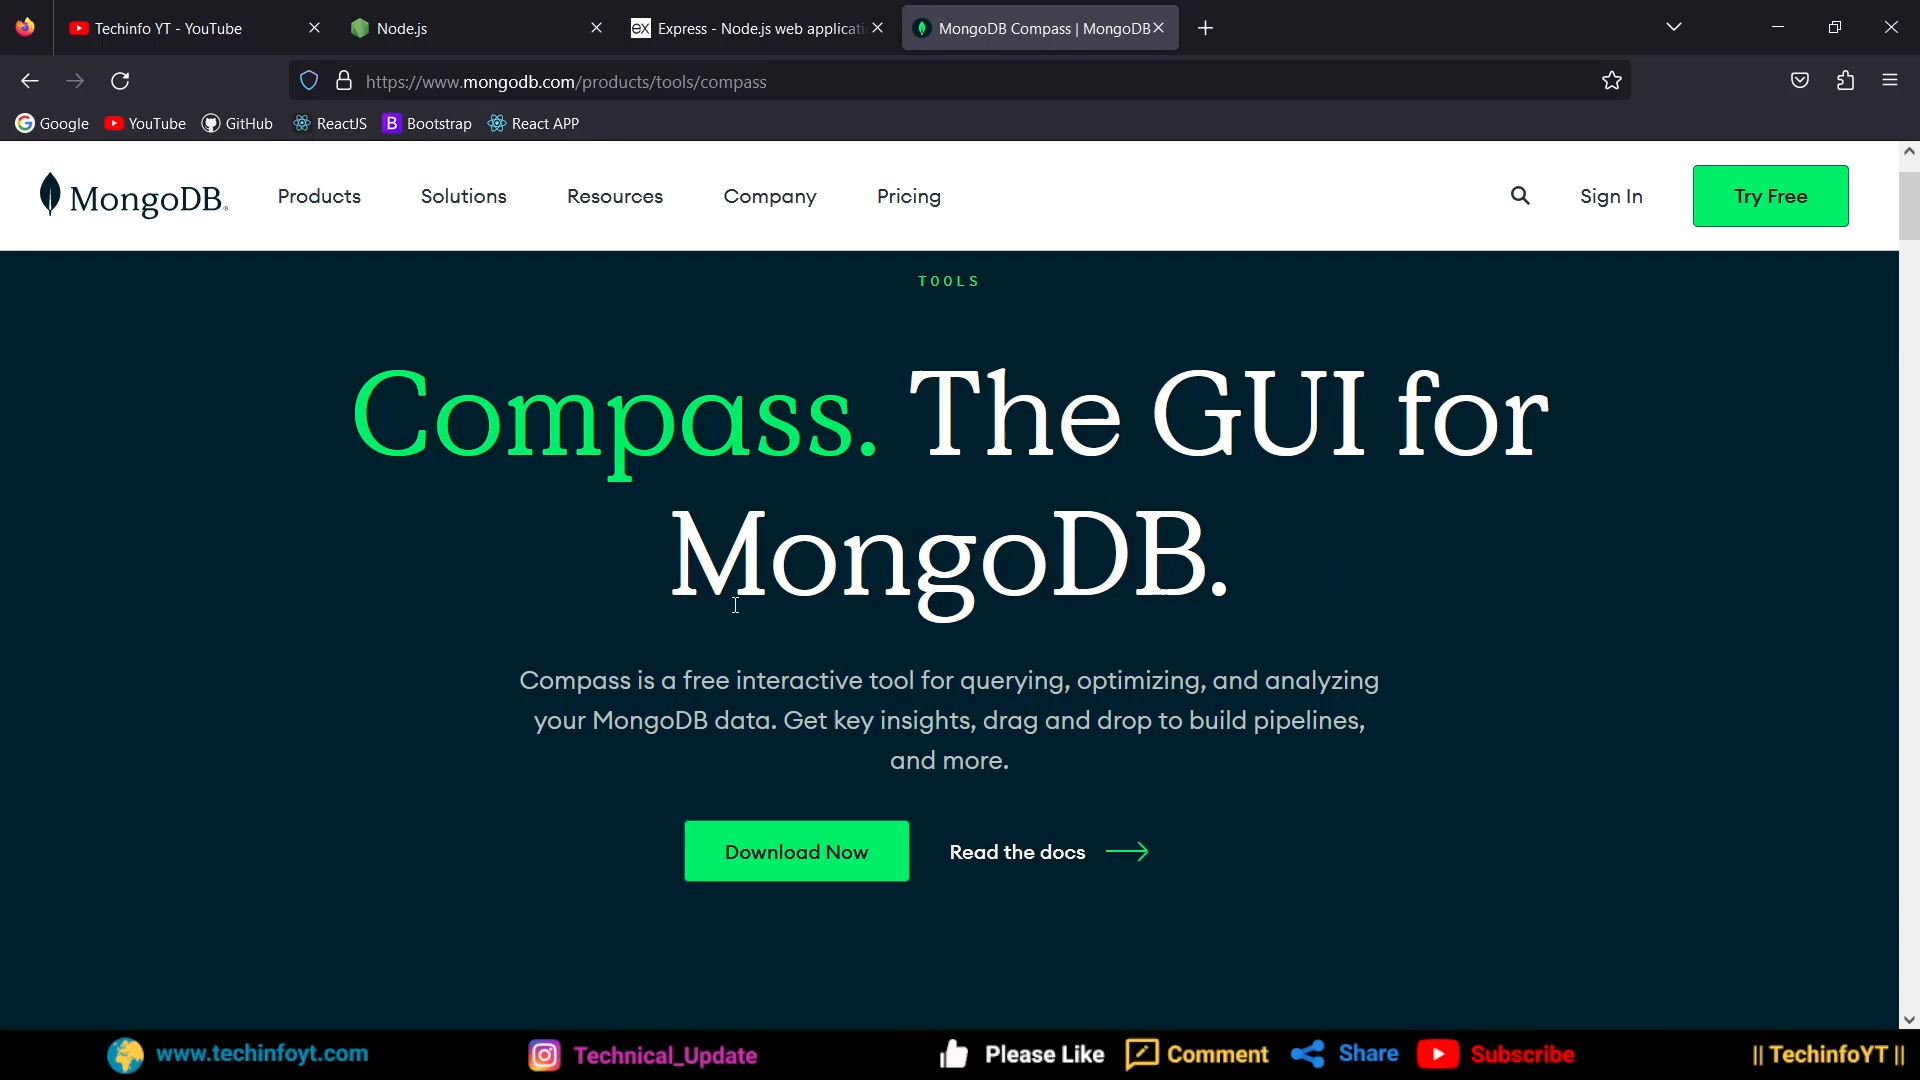 Techinfo YT - YouTube
Node.js
Express - Node.js web applicati
MongoDB Compass | MongoDB
https://www.mongodb.com/products/tools/compass
Google
YouTube
GitHub
ReactJS
B Bootstrap
React APP
MongoDB.
Products
Solutions
Resources
Company
Pricing
Sign In
Try Free
TOOLS
Compass. The GUI for
MongoDB.
Compass is a free interactive tool for querying, optimizing, and analyzing
your MongoDB data. Get key insights, drag and drop to build pipelines,
and more.
Download Now
Read the docs
www.techinfoyt.com
Technical_Update
Please Like
Comment
Share
Subscribe
|| TechinfoYT ||